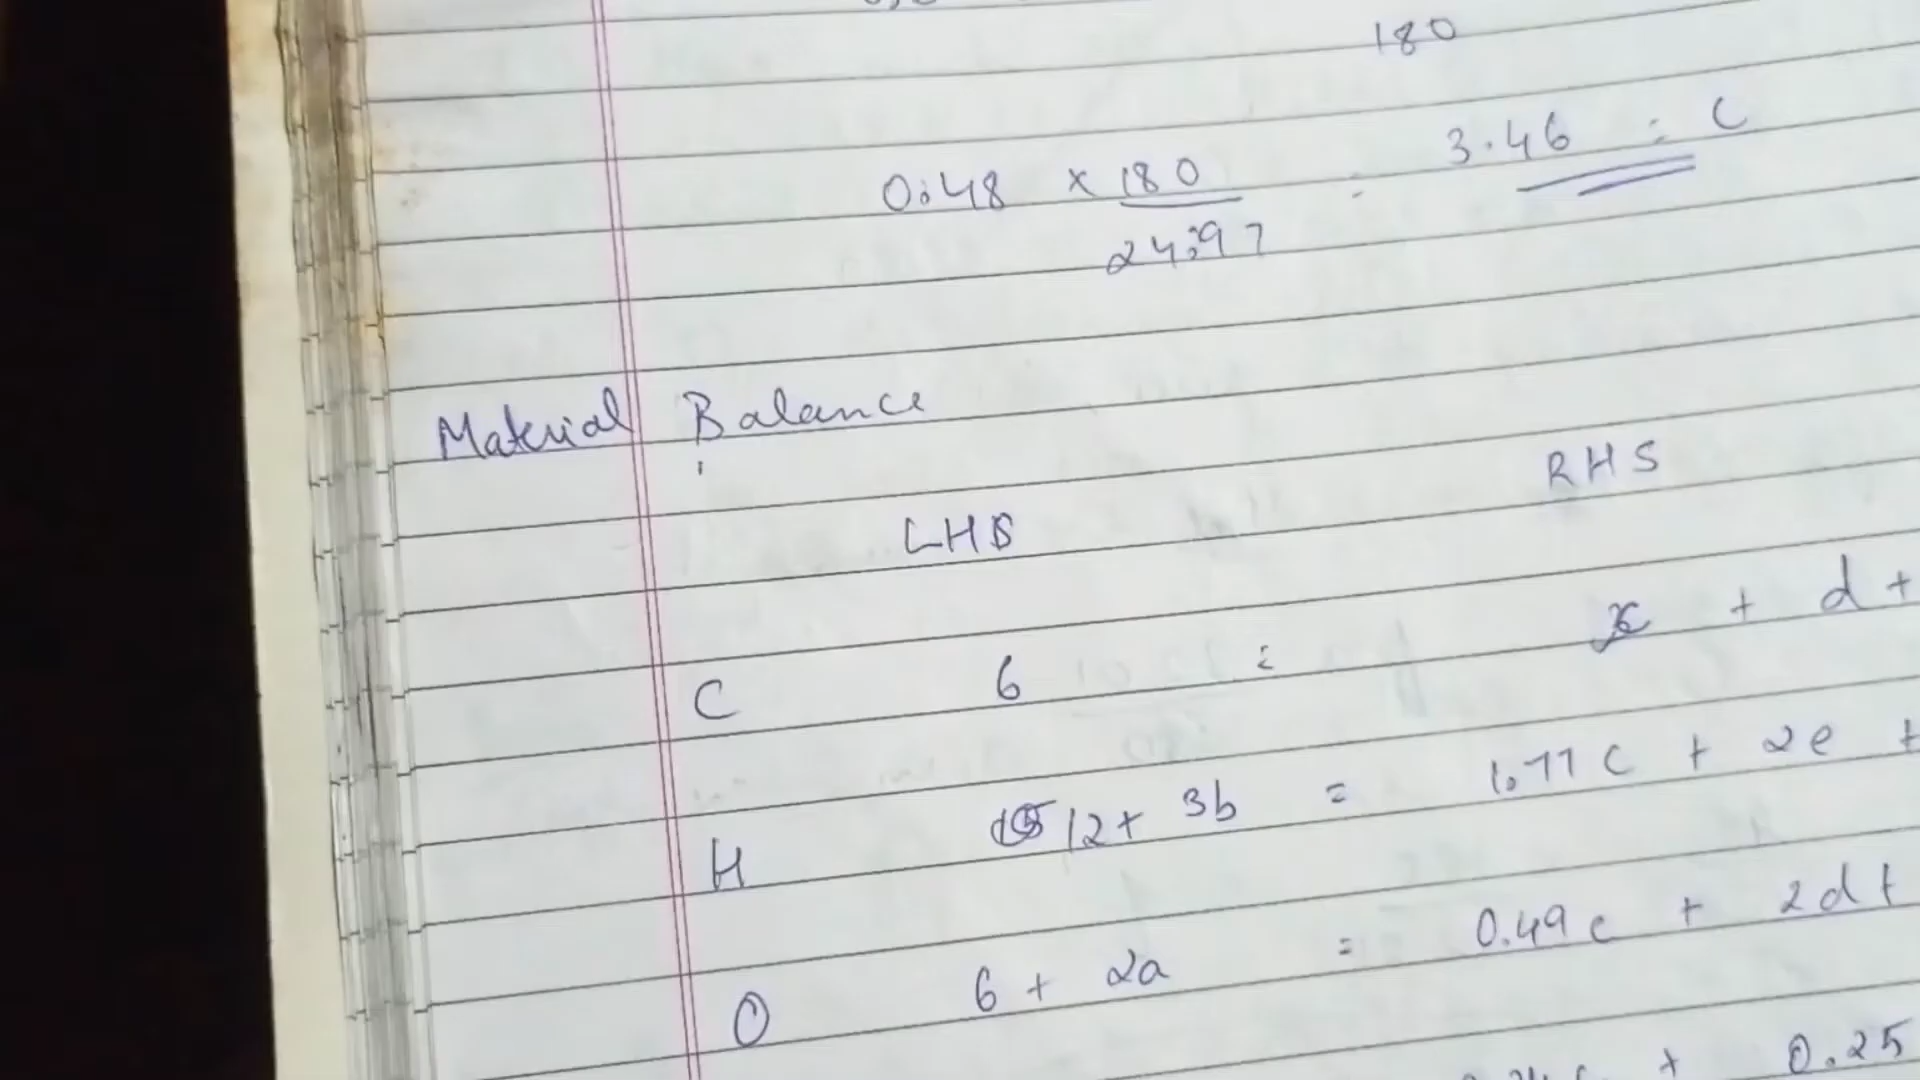 180
0.48 x 180 = 3.46 = C
24.97
Material Balance
LHS RHS
C 6 = x + d +
H 12 + 3b = 1.77 c + 2e +
O 6 + 2a = 0.49 c + 2d +
+ 0.25